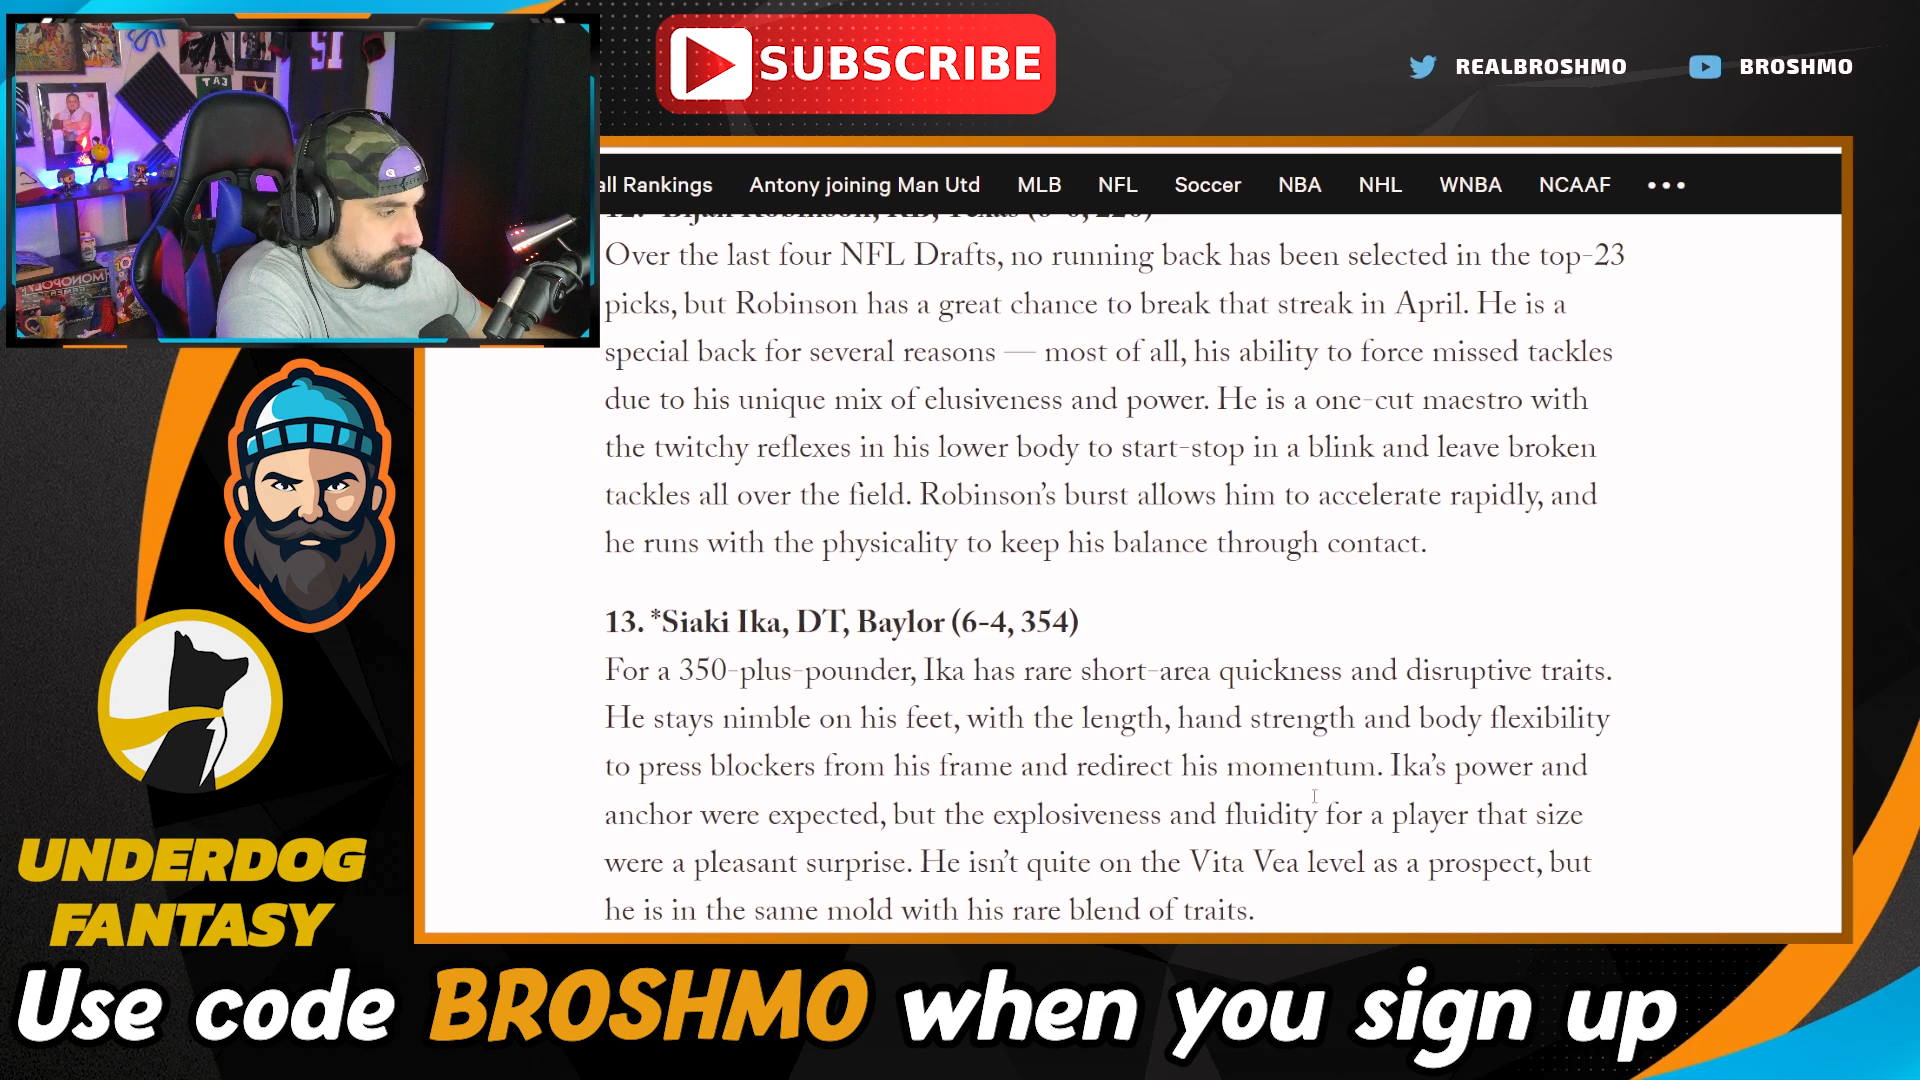 SUBSCRIBE
REALBROSHMO
BROSHMO
all Rankings Antony joining Man Utd MLB NFL Soccer NBA NHL WNBA NCAAF •••
Over the last four NFL Drafts, no running back has been selected in the top-23
picks, but Robinson has a great chance to break that streak in April. He is a
special back for several reasons — most of all, his ability to force missed tackles
due to his unique mix of elusiveness and power. He is a one-cut maestro with
the twitchy reflexes in his lower body to start-stop in a blink and leave broken
tackles all over the field. Robinson's burst allows him to accelerate rapidly, and
he runs with the physicality to keep his balance through contact.
13. *Siaki Ika, DT, Baylor (6-4, 354)
For a 350-plus-pounder, Ika has rare short-area quickness and disruptive traits.
He stays nimble on his feet, with the length, hand strength and body flexibility
to press blockers from his frame and redirect his momentum. Ika's power and
anchor were expected, but the explosiveness and fluidity for a player that size
were a pleasant surprise. He isn't quite on the Vita Vea level as a prospect, but
he is in the same mold with his rare blend of traits.
UNDERDOG
FANTASY
Use code BROSHMO when you sign up